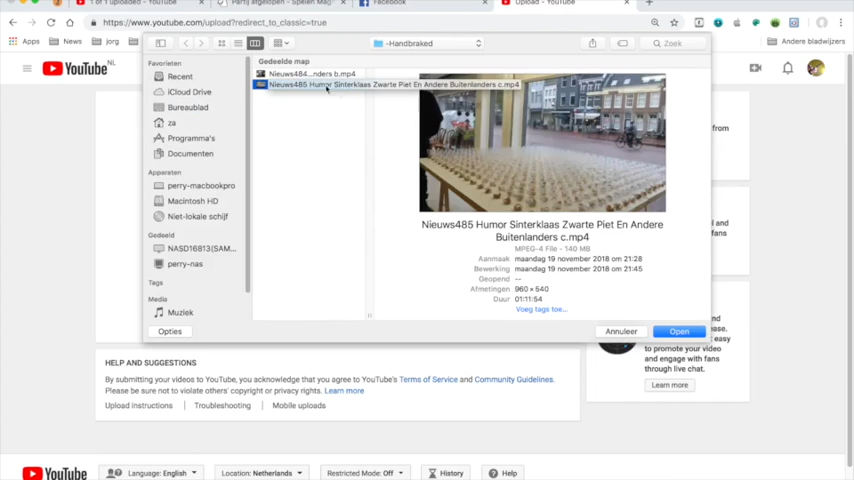 1 of 1 uploaded - YouTube
Partij afgelopen - Spelen Mag
Facebook
Upload - YouTube
https://www.youtube.com/upload?redirect_to_classic=true
Apps
News
jorg
Andere bladwijzers
-Handbraked
Zoek
YouTube NL
Favorieten
Recent
iCloud Drive
Bureaublad
za
Programma's
Documenten
Apparaten
perry-macbookpro
Macintosh HD
Niet-lokale schijf
Gedeeld
NASD16813(SAM...
perry-nas
Tags
Media
Muziek
Gedeelde map
Nieuws484...nders b.mp4
Nieuws485 Humor Sinterklaas Zwarte Piet En Andere Buitenlanders c.mp4
Nieuws485 Humor Sinterklaas Zwarte Piet En Andere
Buitenlanders c.mp4
MPEG-4 File - 140 MB
Aanmaak maandag 19 november 2018 om 21:28
Bewerking maandag 19 november 2018 om 21:45
Geopend --
Afmetingen 960 × 540
Duur 01:11:54
Voeg tags toe...
Opties
Annuleer
Open
from
l and
fans
ease.
easy
to promote your video
and engage with fans
through live chat.
Learn more
HELP AND SUGGESTIONS
By submitting your videos to YouTube, you acknowledge that you agree to YouTube's Terms of Service and Community Guidelines.
Please be sure not to violate others' copyright or privacy rights. Learn more
Upload instructions
Troubleshooting
Mobile uploads
YouTube
Language: English
Location: Netherlands
Restricted Mode: Off
History
Help